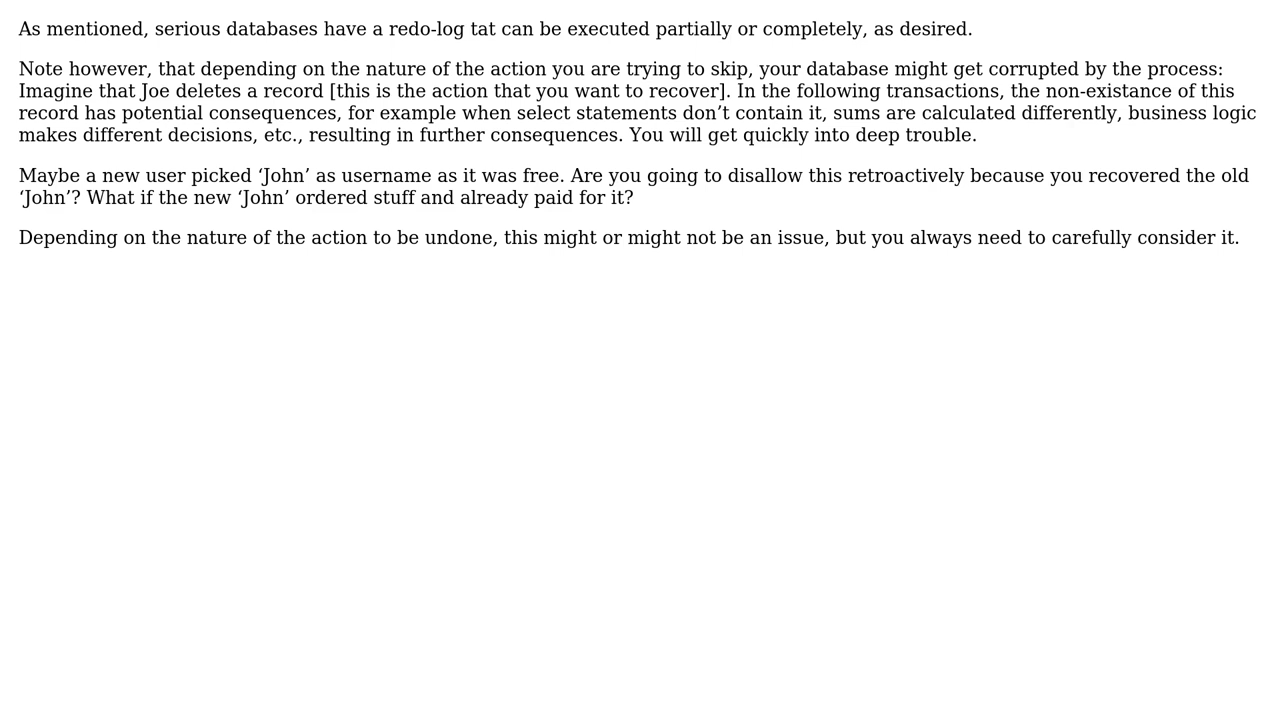 As mentioned, serious databases have a redo-log tat can be executed partially or completely, as desired.
Note however, that depending on the nature of the action you are trying to skip, your database might get corrupted by the process:
Imagine that Joe deletes a record [this is the action that you want to recover]. In the following transactions, the non-existance of this
record has potential consequences, for example when select statements don’t contain it, sums are calculated differently, business logic
makes different decisions, etc., resulting in further consequences. You will get quickly into deep trouble.
Maybe a new user picked ‘John’ as username as it was free. Are you going to disallow this retroactively because you recovered the old
‘John’? What if the new ‘John’ ordered stuff and already paid for it?
Depending on the nature of the action to be undone, this might or might not be an issue, but you always need to carefully consider it.